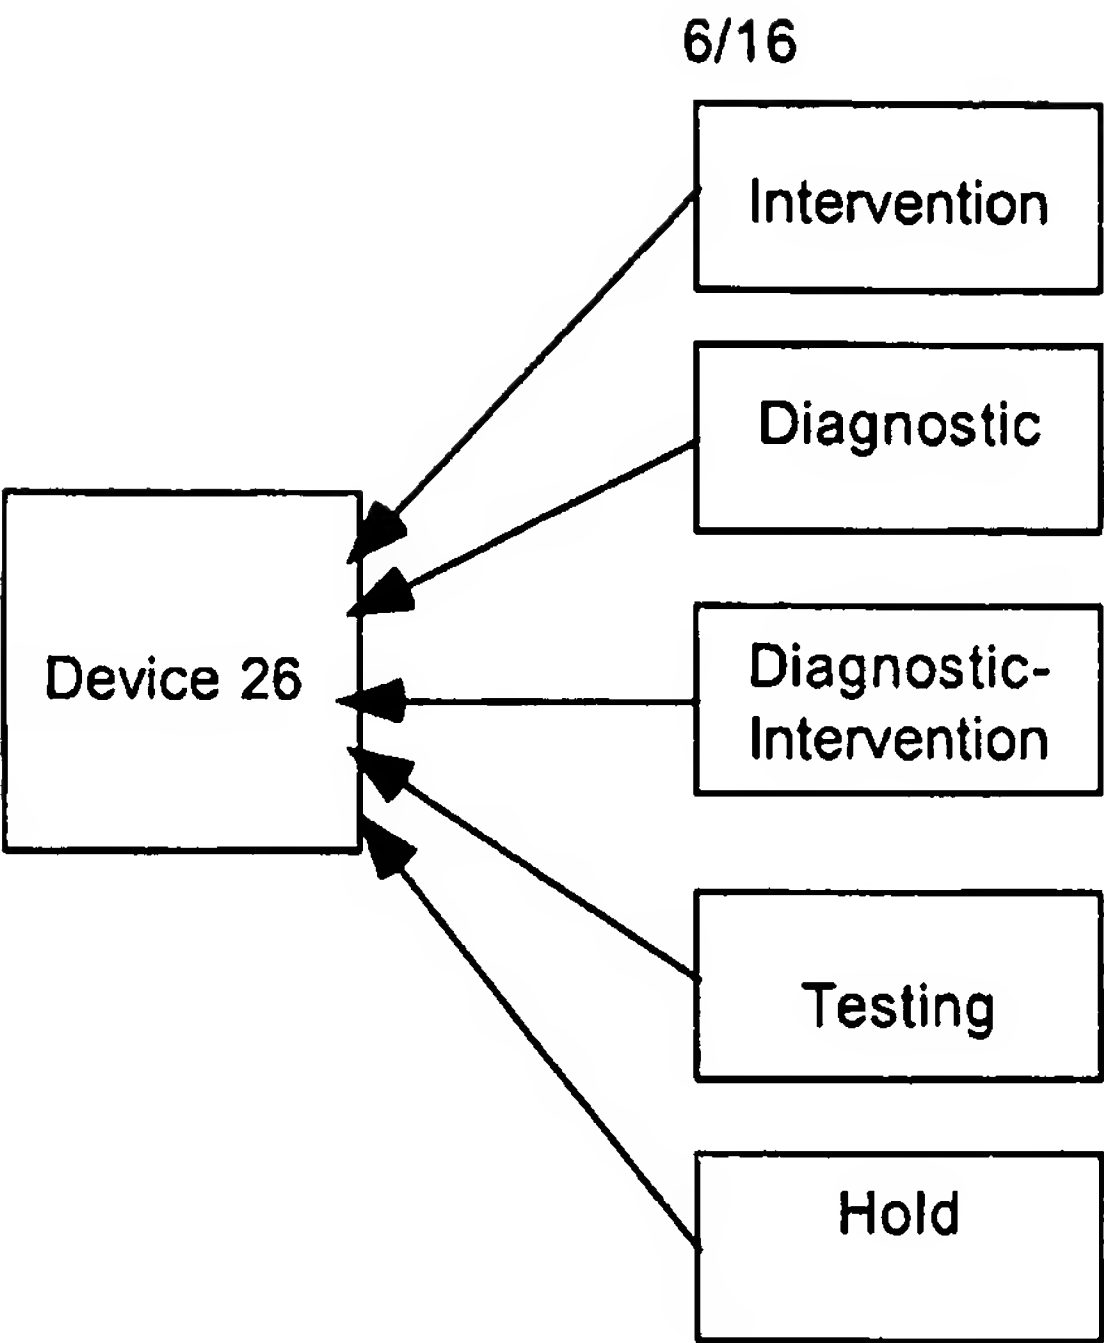 6/16
Intervention
Diagnostic
Device 26
Diagnostic-
Intervention
Testing
Hold